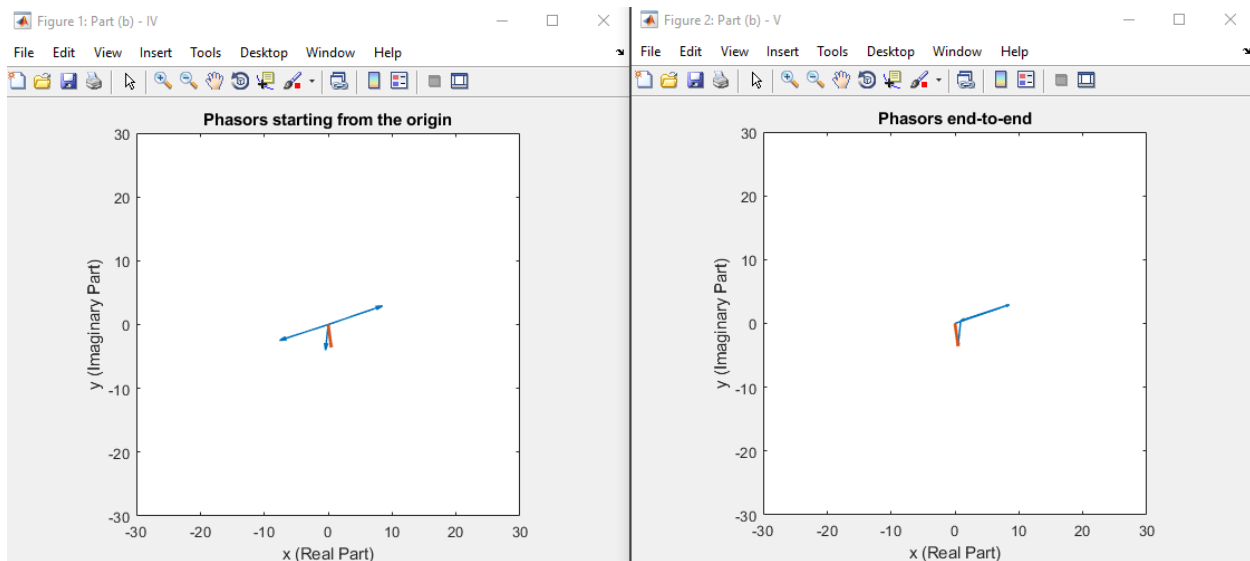 Figure 1: Part (b) - IV
File Edit View Insert Tools Desktop Window Help
Phasors starting from the origin
30
20
10
0
-10
-20
-30
y (Imaginary Part)
-30 -20 -10 0 10 20 30
x (Real Part)
Figure 2: Part (b) - V
File Edit View Insert Tools Desktop Window Help
Phasors end-to-end
30
20
10
0
-10
-20
-30
y (Imaginary Part)
-30 -20 -10 0 10 20 30
x (Real Part)